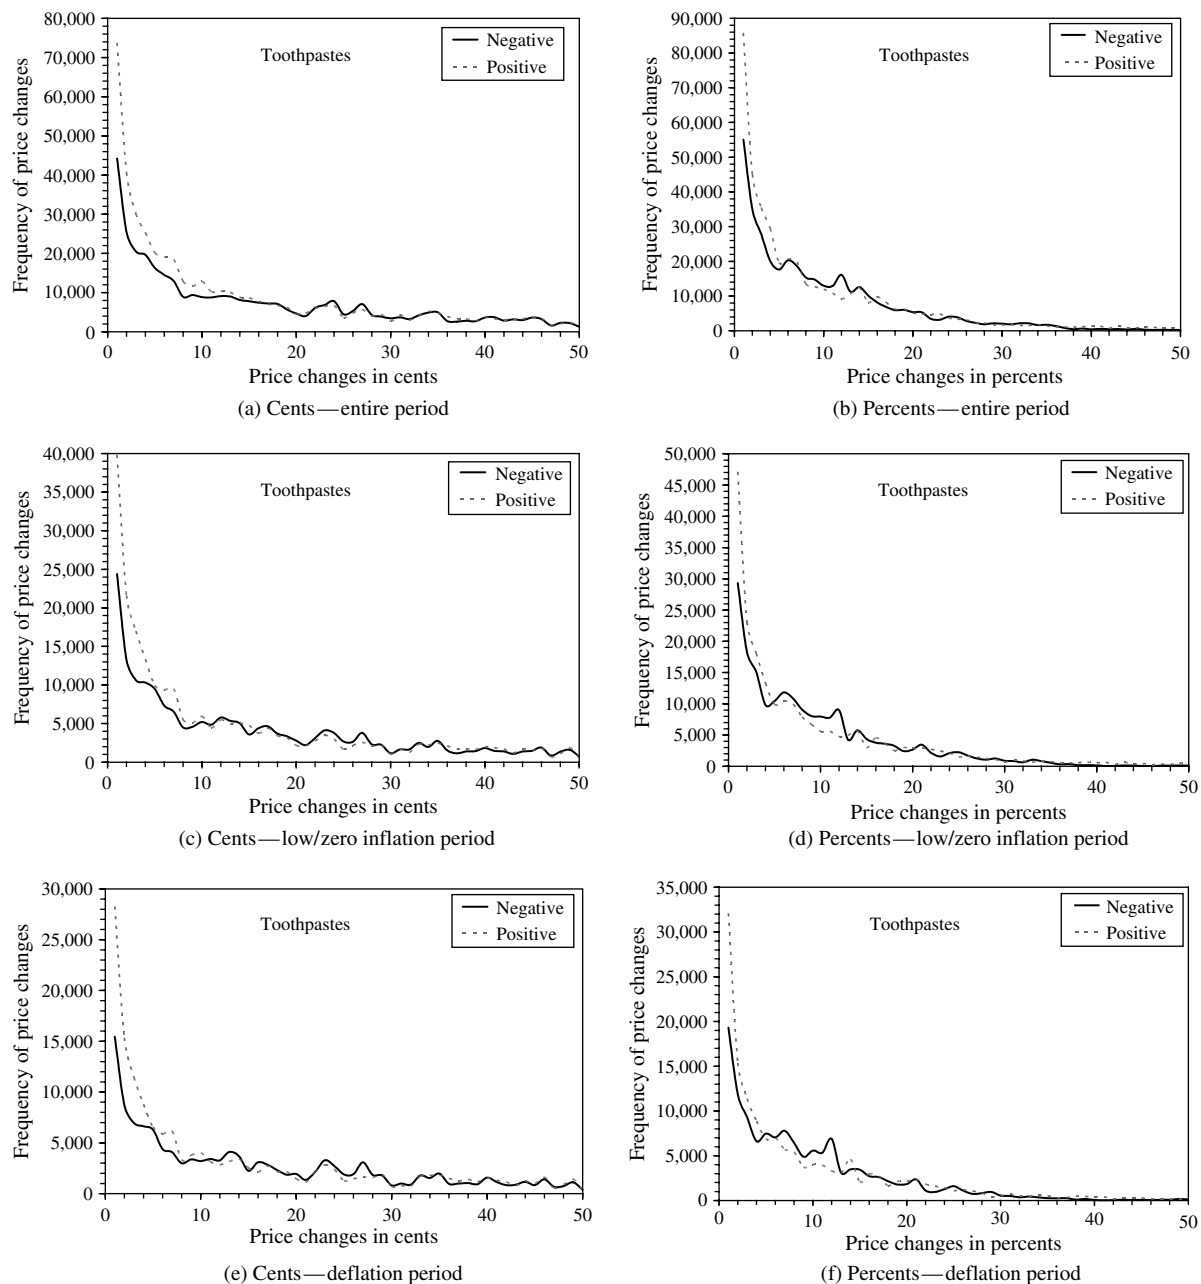 80,000
70,000
60,000
50,000
40,000
30,000
20,000
10,000
0
Frequency of price changes
Toothpastes
Negative
Positive
0 10 20 30 40 50
Price changes in cents
(a) Cents—entire period
90,000
80,000
70,000
60,000
50,000
40,000
30,000
20,000
10,000
0
Frequency of price changes
Toothpastes
Negative
Positive
0 10 20 30 40 50
Price changes in percents
(b) Percents—entire period
40,000
35,000
30,000
25,000
20,000
15,000
10,000
5,000
0
Frequency of price changes
Toothpastes
Negative
Positive
0 10 20 30 40 50
Price changes in cents
(c) Cents—low/zero inflation period
50,000
45,000
40,000
35,000
30,000
25,000
20,000
15,000
10,000
5,000
0
Frequency of price changes
Toothpastes
Negative
Positive
0 10 20 30 40 50
Price changes in percents
(d) Percents—low/zero inflation period
30,000
25,000
20,000
15,000
10,000
5,000
0
Frequency of price changes
Toothpastes
Negative
Positive
0 10 20 30 40 50
Price changes in cents
(e) Cents—deflation period
35,000
30,000
25,000
20,000
15,000
10,000
5,000
0
Frequency of price changes
Toothpastes
Negative
Positive
0 10 20 30 40 50
Price changes in percents
(f) Percents—deflation period